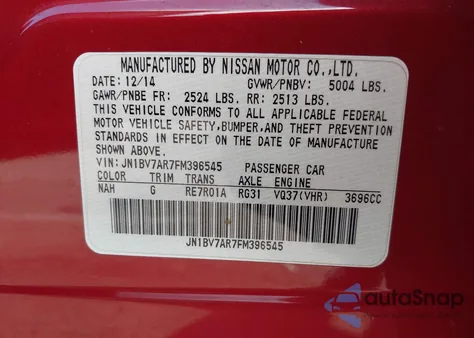 MANUFACTURED BY NISSAN MOTOR CO.,LTD.
DATE: 12/14 GVWR/PNBV: 5004 LBS.
GAWR/PNBE FR: 2524 LBS. RR: 2513 LBS.
THIS VEHICLE CONFORMS TO ALL APPLICABLE FEDERAL
MOTOR VEHICLE SAFETY,BUMPER,AND THEFT PREVENTION
STANDARDS IN EFFECT ON THE DATE OF MANUFACTURE
SHOWN ABOVE.
VIN: JN1BV7AR7FM396545 PASSENGER CAR
COLOR TRIM TRANS AXLE ENGINE
NAH G RE7R01A RG31 VQ37(VHR) 3696CC
JN1BV7AR7FM396545
autoSnap